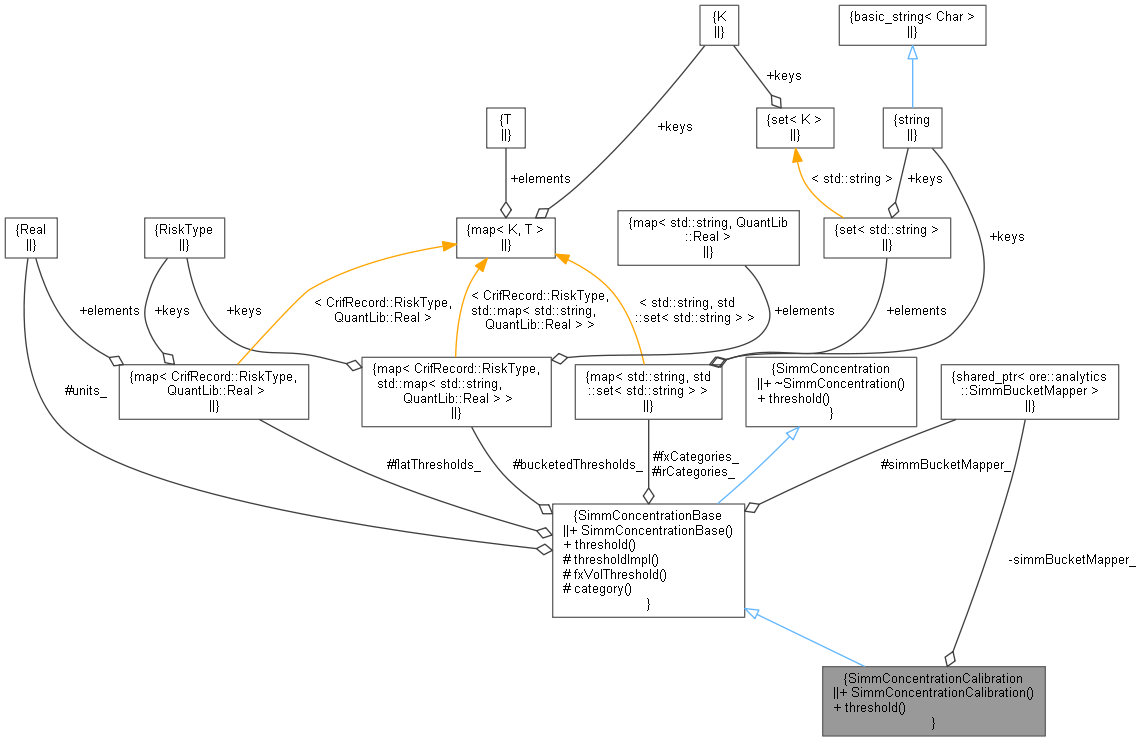 {K
||}
{basic_string< Char >
||}
+keys
{T
||}
{set< K >
||}
{string
||}
+keys
+elements
< std::string >
+keys
{Real
||}
{RiskType
||}
{map< K, T >
||}
{map< std::string, QuantLib
::Real >
||}
{set< std::string >
||}
+keys
+elements
+keys
+keys
< CrifRecord::RiskType,
QuantLib::Real >
< CrifRecord::RiskType,
std::map< std::string,
QuantLib::Real > >
< std::string, std
::set< std::string > >
+elements
+elements
#units_
{map< CrifRecord::RiskType,
QuantLib::Real >
||}
{map< CrifRecord::RiskType,
std::map< std::string,
QuantLib::Real > >
||}
{map< std::string, std
::set< std::string > >
||}
{SimmConcentration
||+ ~SimmConcentration()
+ threshold()
}
{shared_ptr< ore::analytics
::SimmBucketMapper >
||}
#flatThresholds_
#bucketedThresholds_
#fxCategories_
#irCategories_
#simmBucketMapper_
{SimmConcentrationBase
||+ SimmConcentrationBase()
+ threshold()
# thresholdImpl()
# fxVolThreshold()
# category()
}
-simmBucketMapper_
{SimmConcentrationCalibration
||+ SimmConcentrationCalibration()
+ threshold()
}